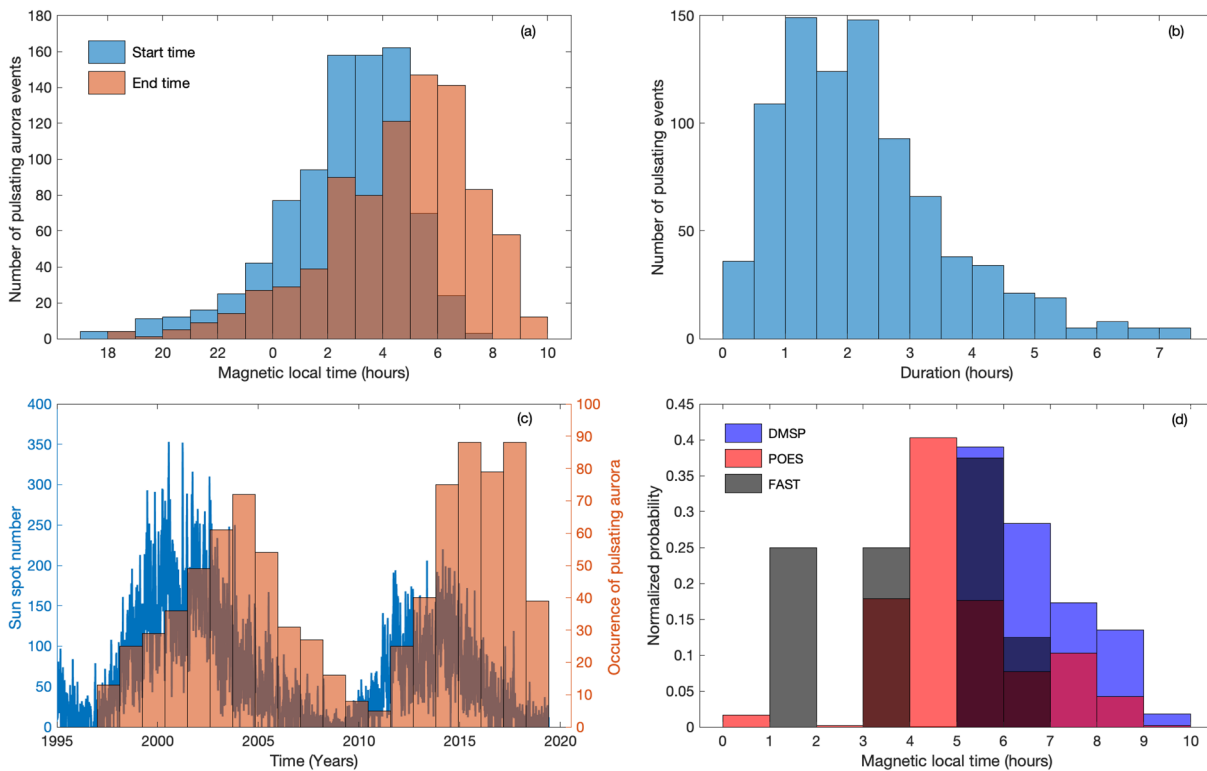 (a)
Start time
End time
Number of pulsating aurora events
180
160
140
120
100
80
60
40
20
0
18 20 22 0 2 4 6 8 10
Magnetic local time (hours)
(b)
Number of pulsating events
150
100
50
0
0 1 2 3 4 5 6 7
Duration (hours)
(c)
Sun spot number
400
350
300
250
200
150
100
50
0
1995 2000 2005 2010 2015 2020
Time (Years)
100
90
80
70
60
50
40
30
20
10
0
Occurence of pulsating aurora
(d)
DMSP
POES
FAST
Normalized probability
0.45
0.4
0.35
0.3
0.25
0.2
0.15
0.1
0.05
0
0 1 2 3 4 5 6 7 8 9 10
Magnetic local time (hours)